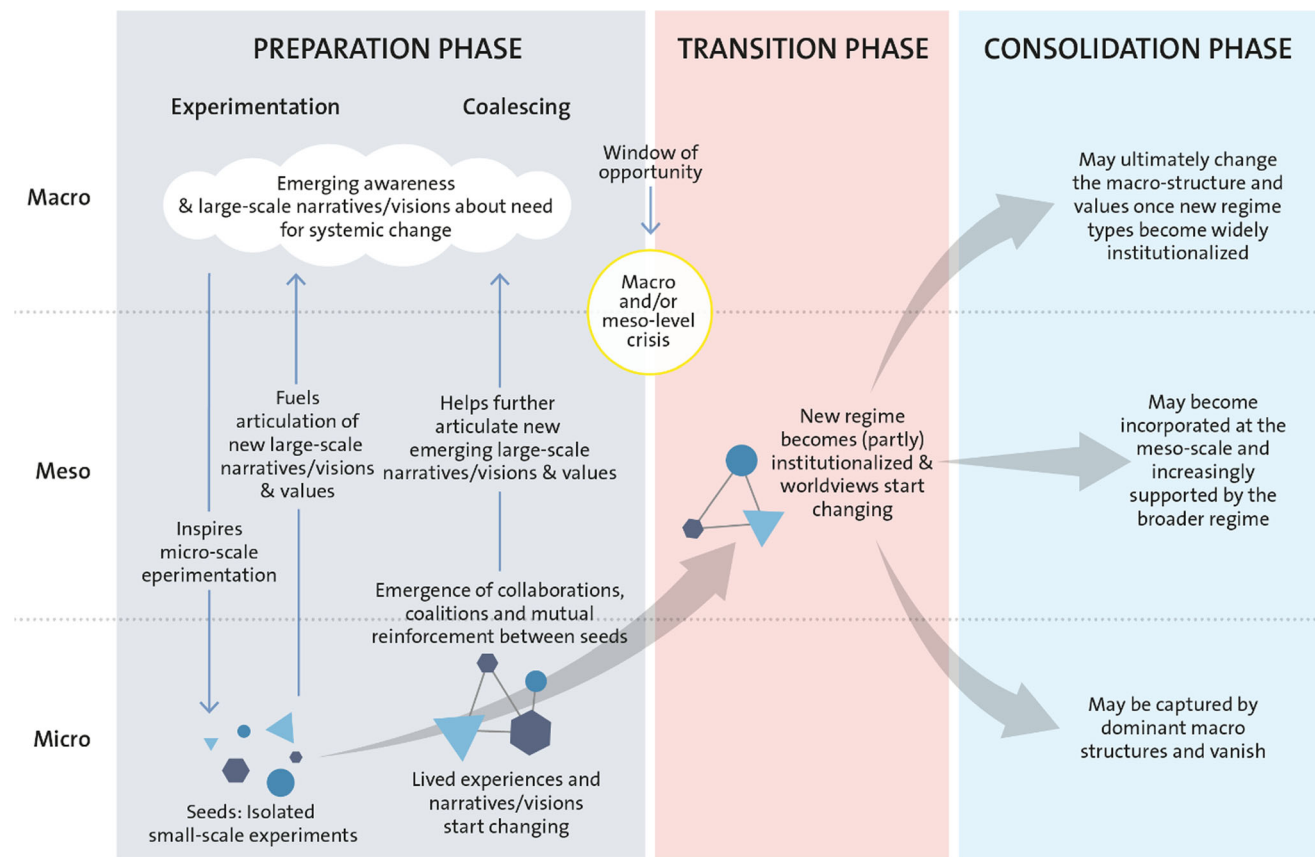 PREPARATION PHASE
TRANSITION PHASE
CONSOLIDATION PHASE
Experimentation
Coalescing
Macro
Emerging awareness
& large-scale narratives/visions about need
for systemic change
Window of
opportunity
May ultimately change
the macro-structure and
values once new regime
types become widely
institutionalized
Macro
and/or
meso-level
crisis
Meso
Inspires
micro-scale
eperimentation
Fuels
articulation of
new large-scale
narratives/visions
& values
Helps further
articulate new
emerging large-scale
narratives/visions & values
New regime
becomes (partly)
institutionalized &
worldviews start
changing
May become
incorporated at the
meso-scale and
increasingly
supported by the
broader regime
Emergence of collaborations,
coalitions and mutual
reinforcement between seeds
Micro
Seeds: Isolated
small-scale experiments
Lived experiences and
narratives/visions
start changing
May be captured by
dominant macro
structures and vanish